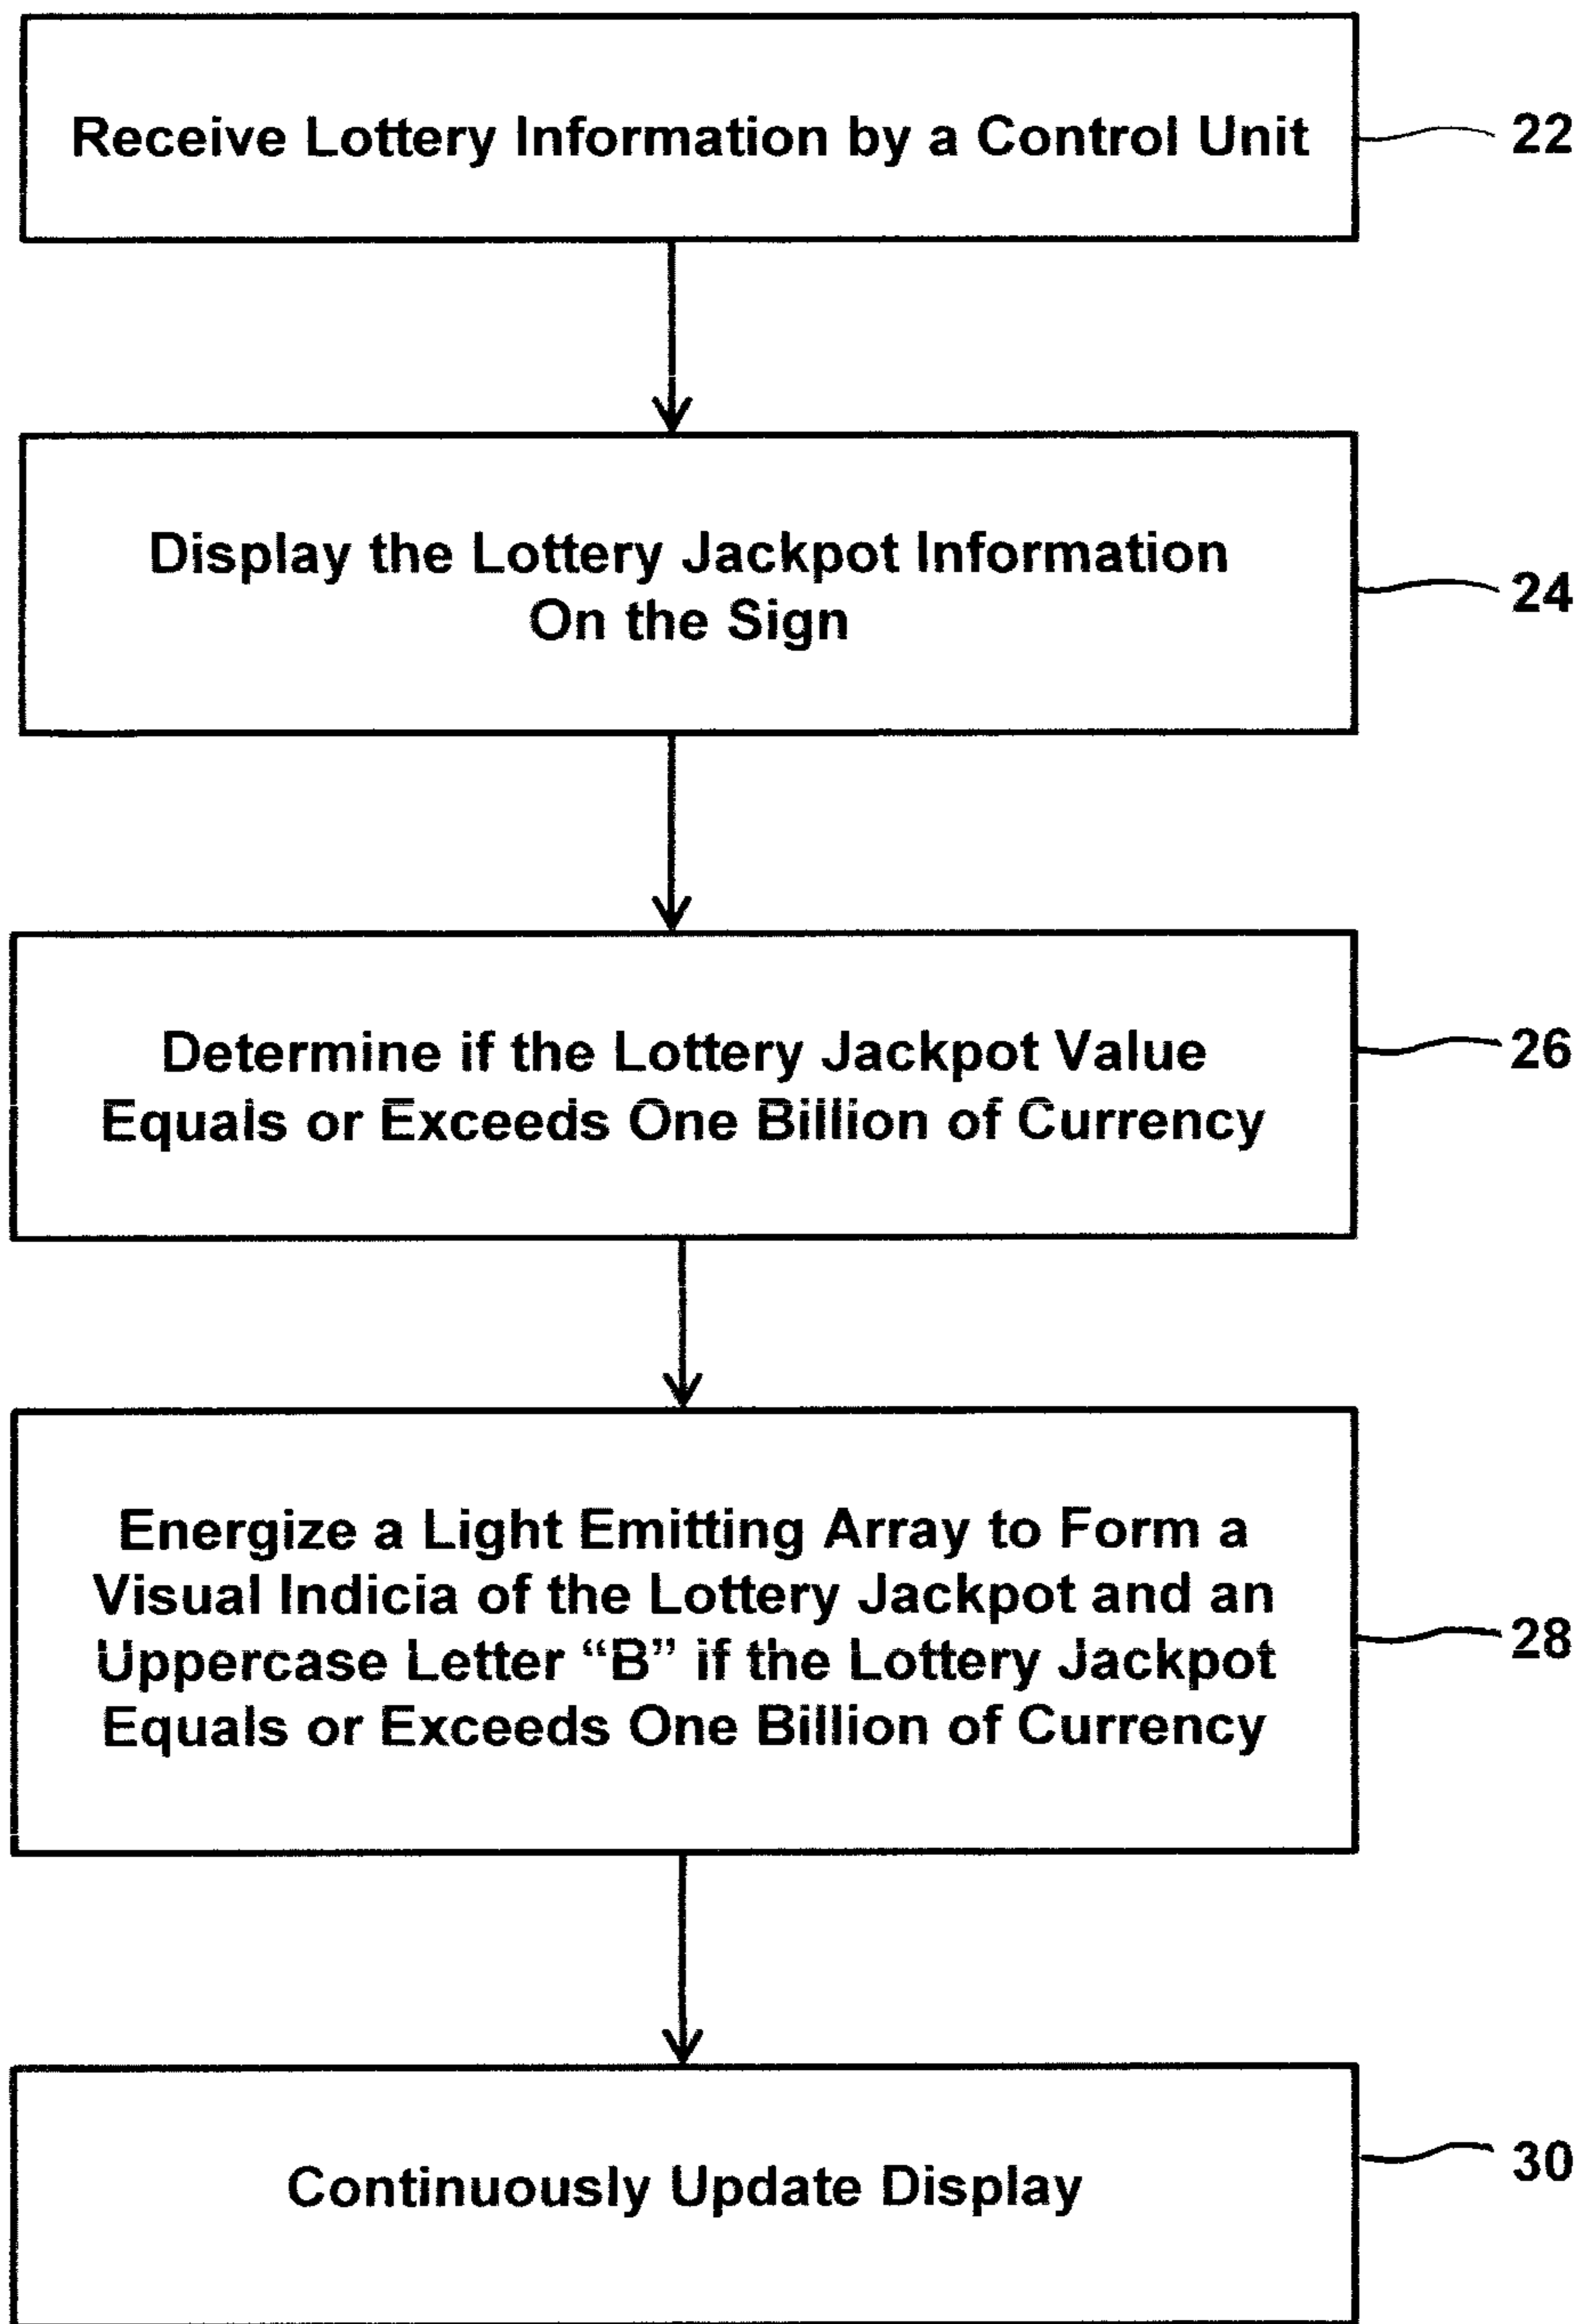 Receive Lottery Information by a Control Unit
22
Display the Lottery Jackpot Information
On the Sign
24
Determine if the Lottery Jackpot Value
Equals or Exceeds One Billion of Currency
26
Energize a Light Emitting Array to Form a
Visual Indicia of the Lottery Jackpot and an
Uppercase Letter “B” if the Lottery Jackpot
Equals or Exceeds One Billion of Currency
28
Continuously Update Display
30